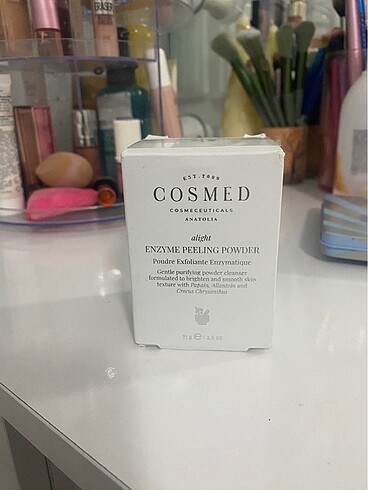 ERASER
EST. 2009
COSMED
COSMECEUTICALS
ANATOLIA
alight
ENZYME PEELING POWDER
Poudre Exfoliante Enzymatique
Gentle purifying powder cleanser
formulated to brighten and smooth skin
texture with Papain, Allantoin and
Crocus Chrysanthus